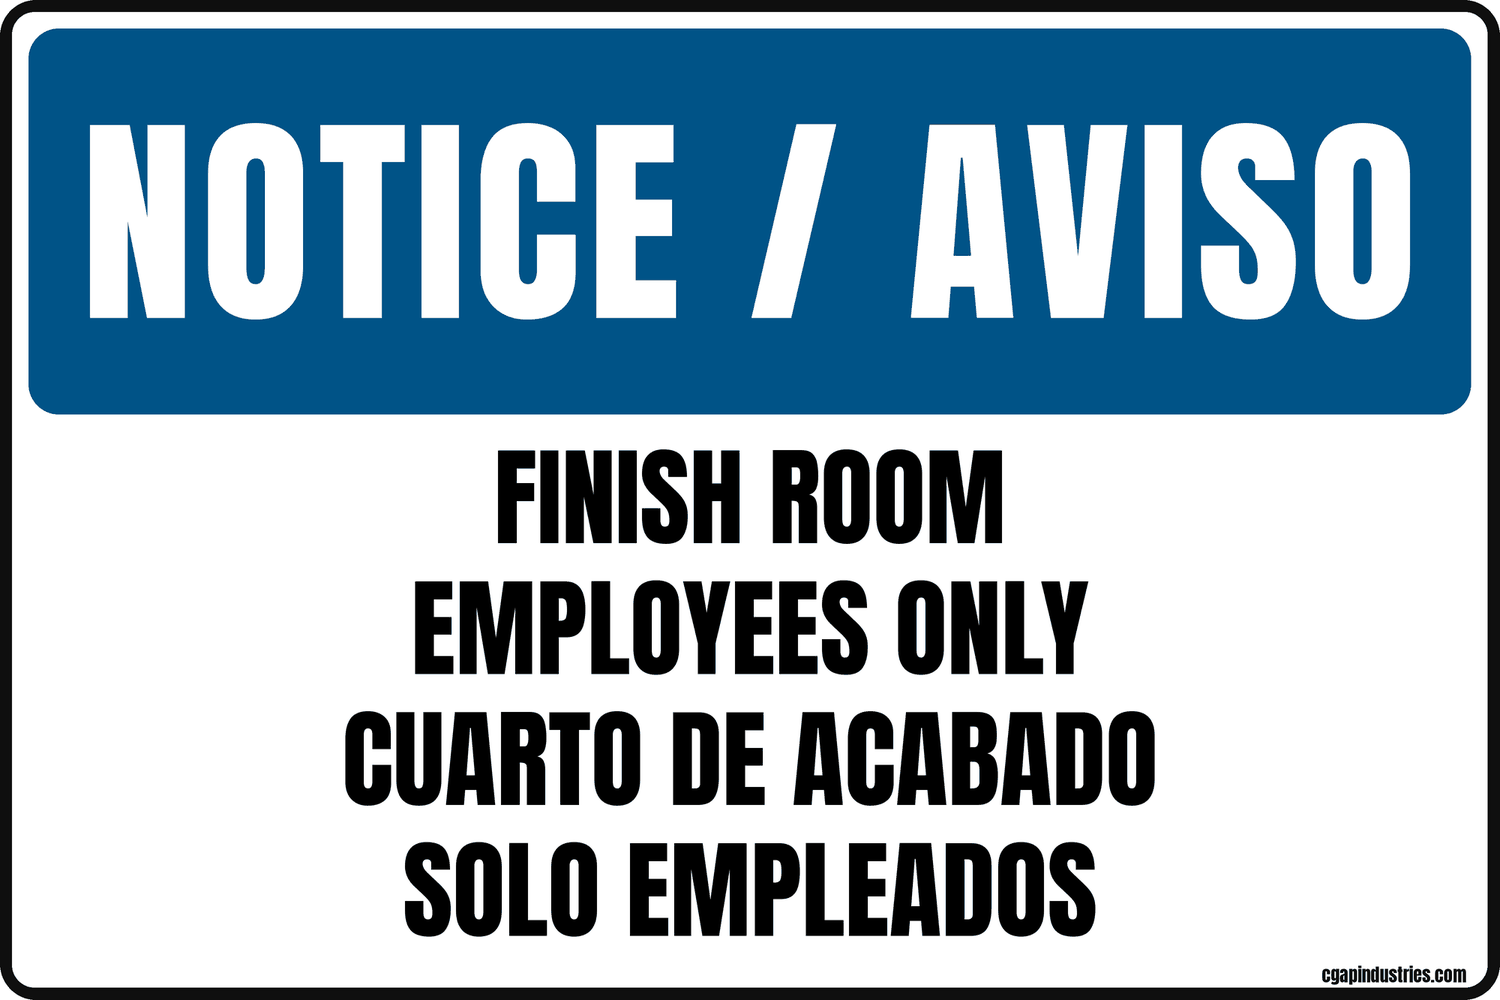 NOTICE / AVISO
FINISH ROOM
EMPLOYEES ONLY
CUARTO DE ACABADO
SOLO EMPLEADOS
cgapindustries.com